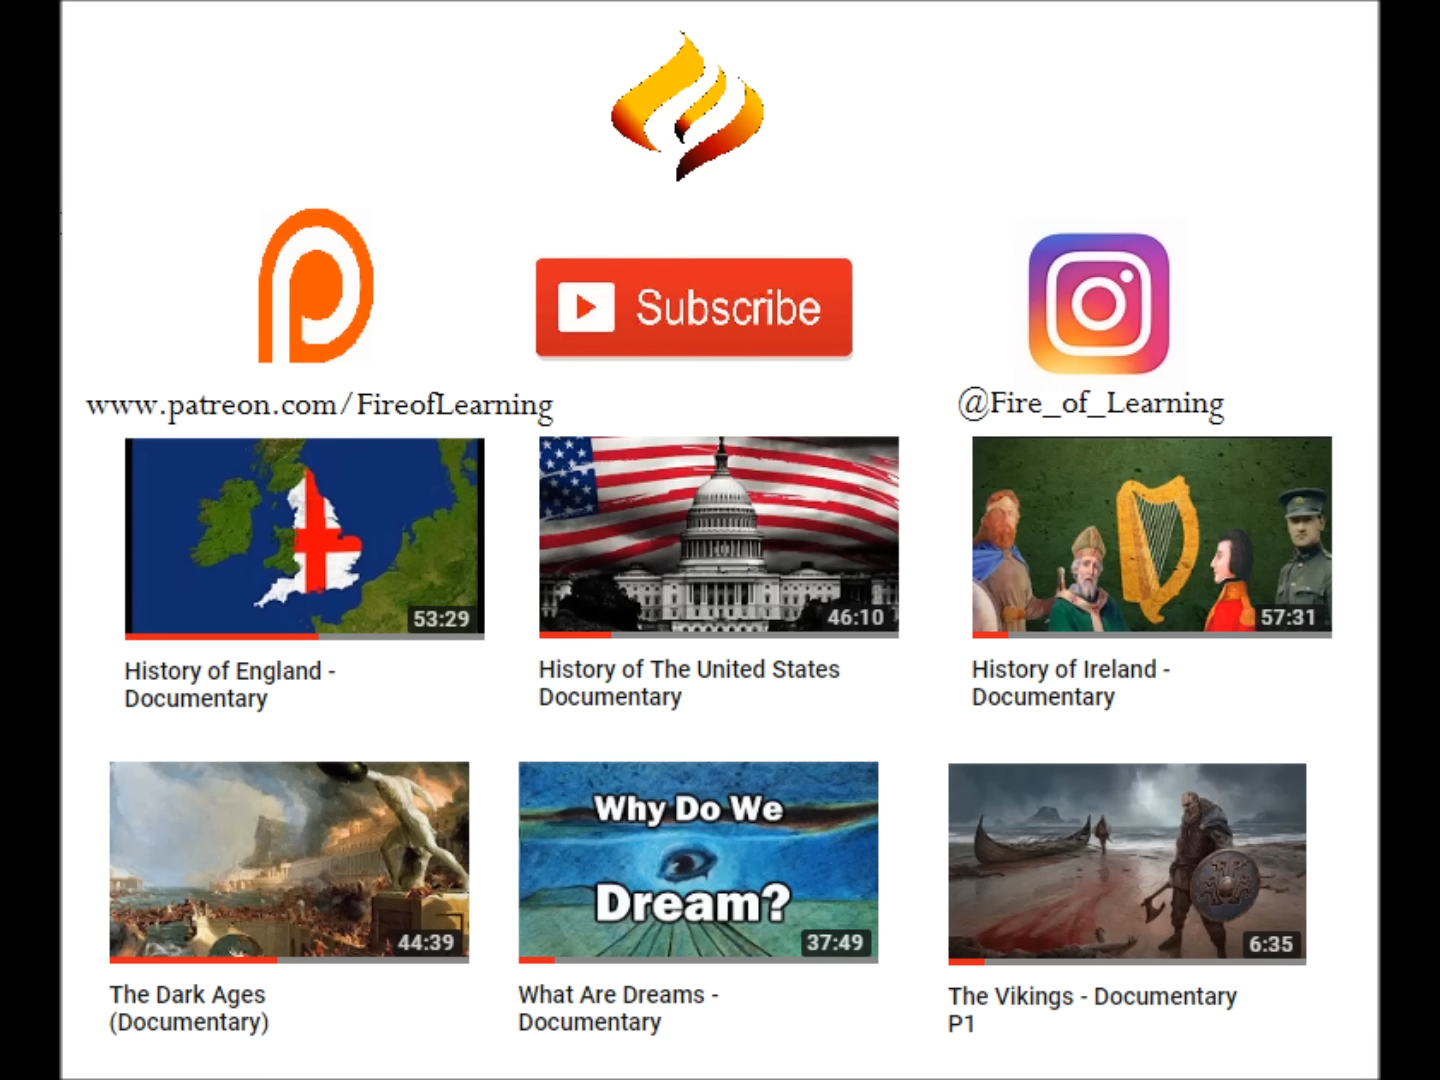 Subscribe
www.patreon.com/FireofLearning
@Fire_of_Learning
53:29
46:10
57:31
History of England -
Documentary
History of The United States
Documentary
History of Ireland -
Documentary
44:39
Why Do We
Dream?
37:49
6:35
The Dark Ages
(Documentary)
What Are Dreams -
Documentary
The Vikings - Documentary
P1